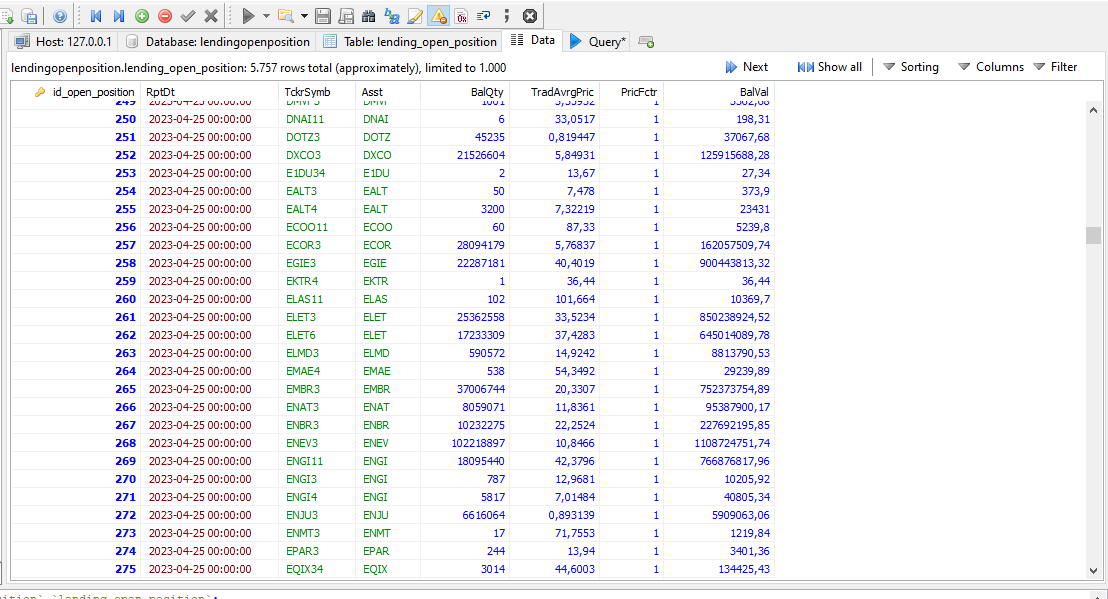 Host: 127.0.0.1 Database: lendingopenposition Table: lending_open_position Data Query*
lendingopenposition.lending_open_position: 5.757 rows total (approximately), limited to 1.000 Next Show all Sorting Columns Filter
id_open_position RptDt TckrSymb Asst BalQty TradAvrgPric PricFctr BalVal
249 2023-04-25 00:00:00 DMVF3 DMVF 1001 3,35932 1 3362,68
250 2023-04-25 00:00:00 DNAI11 DNAI 6 33,0517 1 198,31
251 2023-04-25 00:00:00 DOTZ3 DOTZ 45235 0,819447 1 37067,68
252 2023-04-25 00:00:00 DXCO3 DXCO 21526604 5,84931 1 125915688,28
253 2023-04-25 00:00:00 E1DU34 E1DU 2 13,67 1 27,34
254 2023-04-25 00:00:00 EALT3 EALT 50 7,478 1 373,9
255 2023-04-25 00:00:00 EALT4 EALT 3200 7,32219 1 23431
256 2023-04-25 00:00:00 ECOO11 ECOO 60 87,33 1 5239,8
257 2023-04-25 00:00:00 ECOR3 ECOR 28094179 5,76837 1 162057509,74
258 2023-04-25 00:00:00 EGIE3 EGIE 22287181 40,4019 1 900443813,32
259 2023-04-25 00:00:00 EKTR4 EKTR 1 36,44 1 36,44
260 2023-04-25 00:00:00 ELAS11 ELAS 102 101,664 1 10369,7
261 2023-04-25 00:00:00 ELET3 ELET 25362558 33,5234 1 850238924,52
262 2023-04-25 00:00:00 ELET6 ELET 17233309 37,4283 1 645014089,78
263 2023-04-25 00:00:00 ELMD3 ELMD 590572 14,9242 1 8813790,53
264 2023-04-25 00:00:00 EMAE4 EMAE 538 54,3492 1 29239,89
265 2023-04-25 00:00:00 EMBR3 EMBR 37006744 20,3307 1 752373754,89
266 2023-04-25 00:00:00 ENAT3 ENAT 8059071 11,8361 1 95387900,17
267 2023-04-25 00:00:00 ENBR3 ENBR 10232275 22,2524 1 227692195,85
268 2023-04-25 00:00:00 ENEV3 ENEV 102218897 10,8466 1 1108724751,74
269 2023-04-25 00:00:00 ENGI11 ENGI 18095440 42,3796 1 766876817,96
270 2023-04-25 00:00:00 ENGI3 ENGI 787 12,9681 1 10205,92
271 2023-04-25 00:00:00 ENGI4 ENGI 5817 7,01484 1 40805,34
272 2023-04-25 00:00:00 ENJU3 ENJU 6616064 0,893139 1 5909063,06
273 2023-04-25 00:00:00 ENMT3 ENMT 17 71,7553 1 1219,84
274 2023-04-25 00:00:00 EPAR3 EPAR 244 13,94 1 3401,36
275 2023-04-25 00:00:00 EQIX34 EQIX 3014 44,6003 1 134425,43